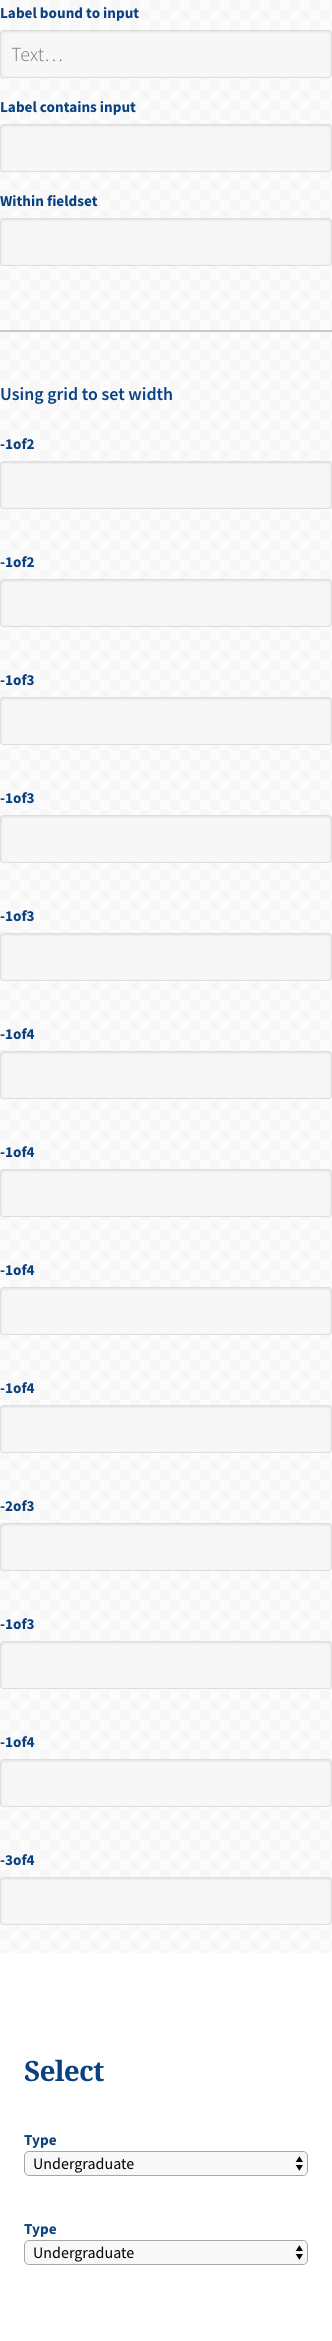 Label bound to input
Text...
Label contains input
Within fieldset
Using grid to set width
-1of2
-1of2
-1of3
-1of3
-1of3
-1of4
-1of4
-1of4
-1of4
-2of3
-1of3
-1of4
-3of4
Select
Type
Undergraduate
Type
Undergraduate